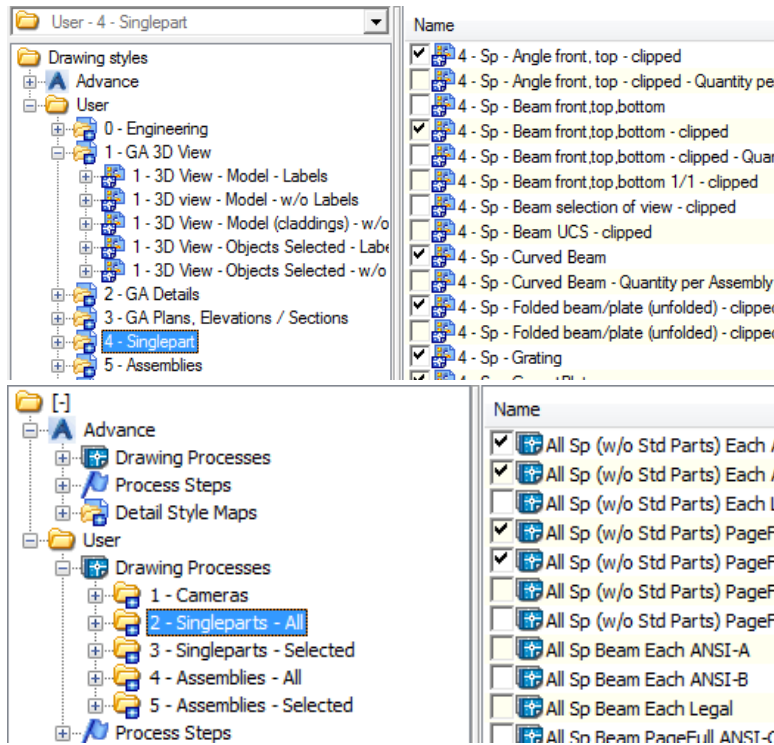 User - 4 - Singlepart
Drawing styles
Advance
User
0 - Engineering
1 - GA 3D View
1 - 3D View - Model - Labels
1 - 3D view - Model - w/o Labels
1 - 3D View - Model (claddings) - w/o
1 - 3D View - Objects Selected - Labe
1 - 3D View - Objects Selected - w/o
2 - GA Details
3 - GA Plans, Elevations / Sections
4 - Singlepart
5 - Assemblies
Name
4 - Sp - Angle front, top - clipped
4 - Sp - Angle front, top - clipped - Quantity pe
4 - Sp - Beam front,top,bottom
4 - Sp - Beam front,top,bottom - clipped
4 - Sp - Beam front,top,bottom - clipped - Quan
4 - Sp - Beam front,top,bottom 1/1 - clipped
4 - Sp - Beam selection of view - clipped
4 - Sp - Beam UCS - clipped
4 - Sp - Curved Beam
4 - Sp - Curved Beam - Quantity per Assembly
4 - Sp - Folded beam/plate (unfolded) - clipped
4 - Sp - Folded beam/plate (unfolded) - clipped
4 - Sp - Grating
[-]
Advance
Drawing Processes
Process Steps
Detail Style Maps
User
Drawing Processes
1 - Cameras
2 - Singleparts - All
3 - Singleparts - Selected
4 - Assemblies - All
5 - Assemblies - Selected
Process Steps
Name
All Sp (w/o Std Parts) Each A
All Sp (w/o Std Parts) Each A
All Sp (w/o Std Parts) Each L
All Sp (w/o Std Parts) PageF
All Sp (w/o Std Parts) PageF
All Sp (w/o Std Parts) PageF
All Sp (w/o Std Parts) PageF
All Sp Beam Each ANSI-A
All Sp Beam Each ANSI-B
All Sp Beam Each Legal
All Sp Beam PageFull ANSI-C